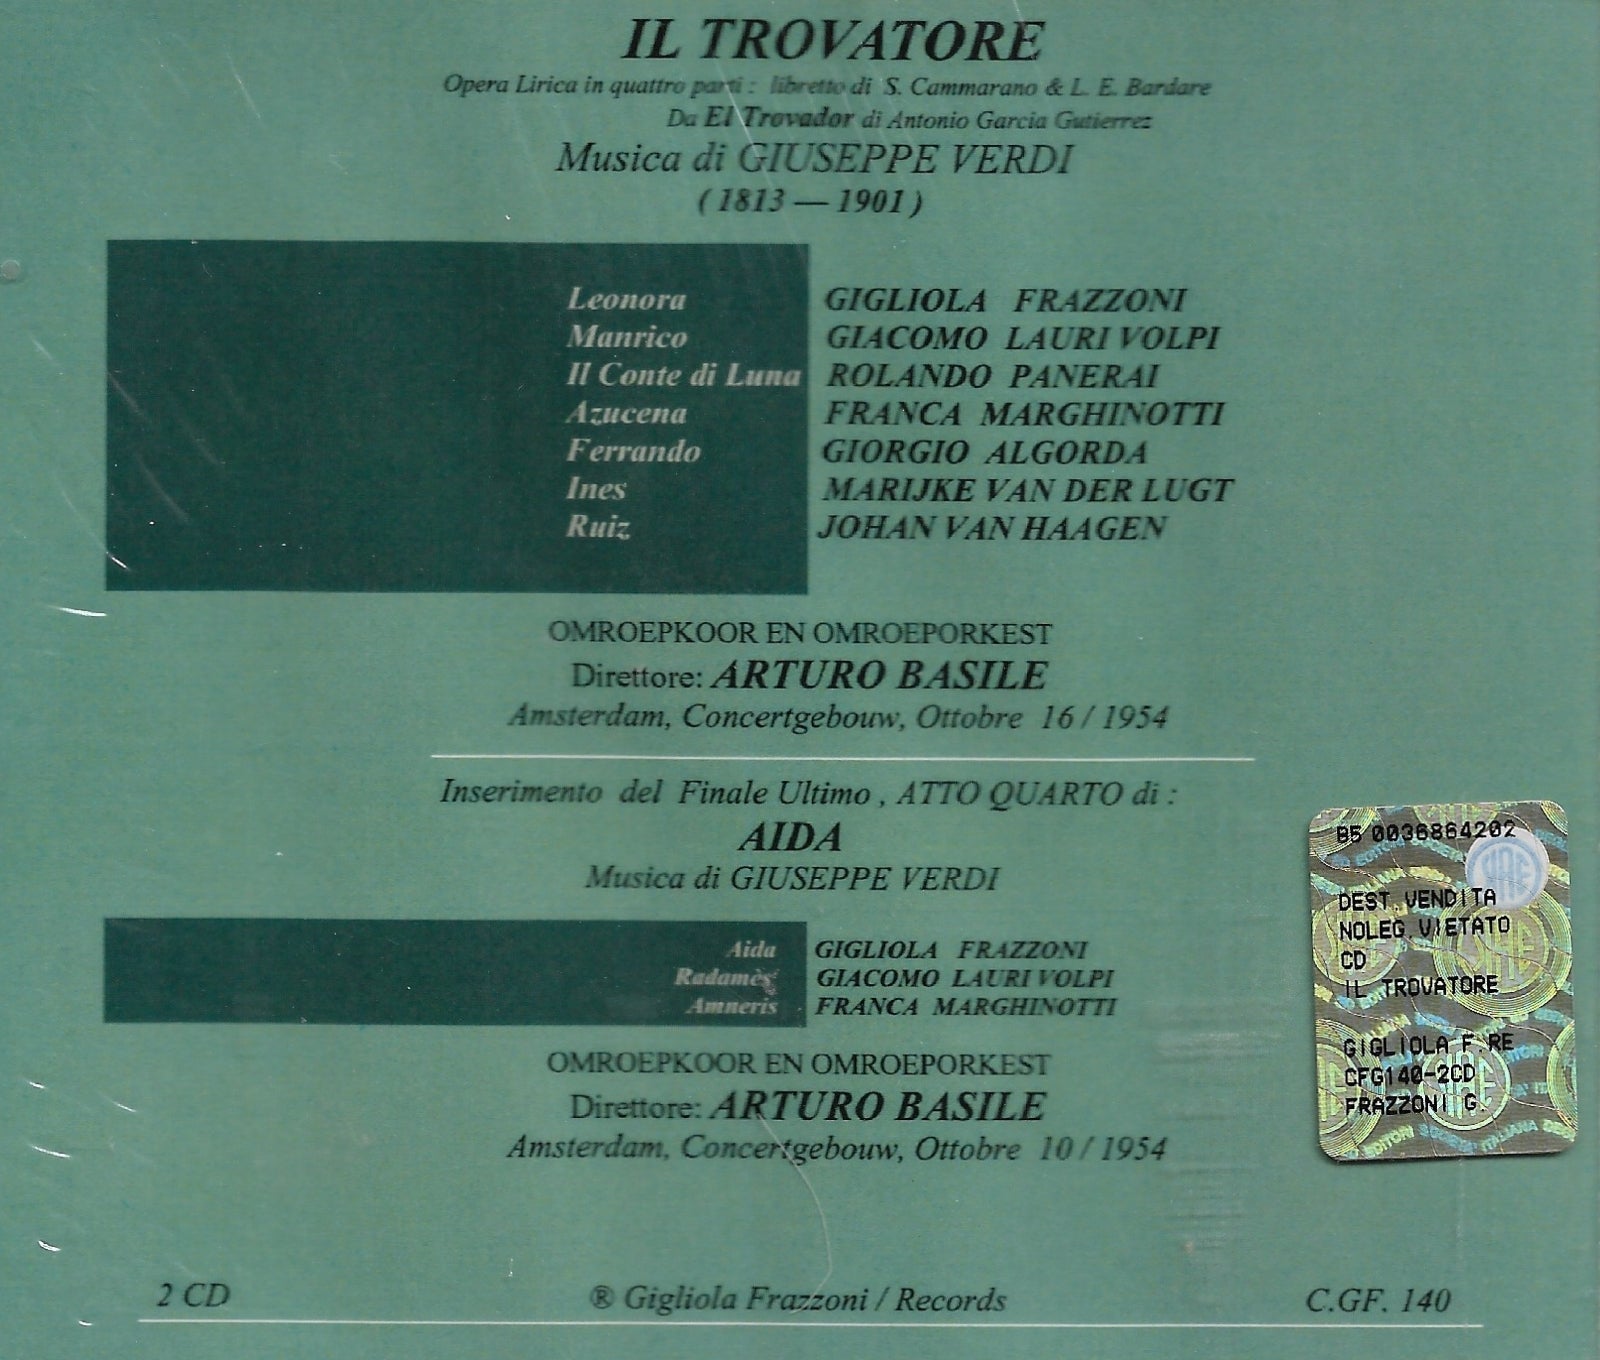 IL TROVATORE
Opera Lirica in quattro parti : libretto di S. Cammarano & L. E. Bardare
Da El Trovador di Antonio Garcia Gutierrez
Musica di GIUSEPPE VERDI
( 1813 — 1901 )
Leonora GIGLIOLA FRAZZONI
Manrico GIACOMO LAURI VOLPI
Il Conte di Luna ROLANDO PANERAI
Azucena FRANCA MARGHINOTTI
Ferrando GIORGIO ALGORDA
Ines MARIJKE VAN DER LUGT
Ruiz JOHAN VAN HAAGEN
OMROEPKOOR EN OMROEPORKEST
Direttore: ARTURO BASILE
Amsterdam, Concertgebouw, Ottobre 16 / 1954
Inserimento del Finale Ultimo , ATTO QUARTO di :
AIDA
Musica di GIUSEPPE VERDI
Aida GIGLIOLA FRAZZONI
Radamès GIACOMO LAURI VOLPI
Amneris FRANCA MARGHINOTTI
OMROEPKOOR EN OMROEPORKEST
Direttore: ARTURO BASILE
Amsterdam, Concertgebouw, Ottobre 10 / 1954
B5 0036864202
DEST.VENDITA
NOLEG.VIETATO
CD
IL TROVATORE
GIGLIOLA F RE
CFG140-2CD
FRAZZONI G.
2 CD ® Gigliola Frazzoni / Records C.GF. 140